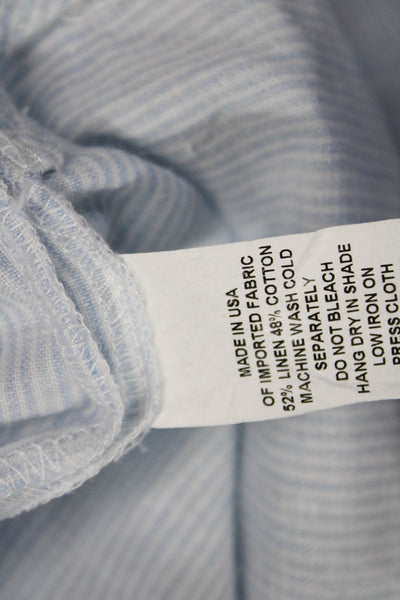 MADE IN USA
OF IMPORTED FABRIC
52% LINEN 48% COTTON
MACHINE WASH COLD
SEPARATELY
DO NOT BLEACH
HANG DRY IN SHADE
LOW IRON ON
PRESS CLOTH